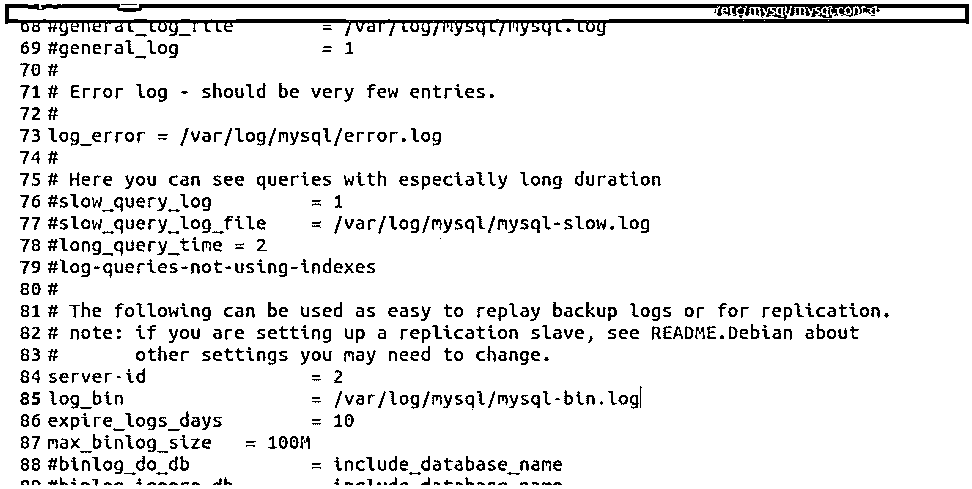 /etc/mysql/mysql.conf.d
68 #general_log_file = /var/log/mysql/mysql.log
69 #general_log = 1
70 #
71 # Error log - should be very few entries.
72 #
73 log_error = /var/log/mysql/error.log
74 #
75 # Here you can see queries with especially long duration
76 #slow_query_log = 1
77 #slow_query_log_file = /var/log/mysql/mysql-slow.log
78 #long_query_time = 2
79 #log-queries-not-using-indexes
80 #
81 # The following can be used as easy to replay backup logs or for replication.
82 # note: if you are setting up a replication slave, see README.Debian about
83 # other settings you may need to change.
84 server-id = 2
85 log_bin = /var/log/mysql/mysql-bin.log
86 expire_logs_days = 10
87 max_binlog_size = 100M
88 #binlog_do_db = include_database_name
89 #binlog_ignore_db = include_database_name